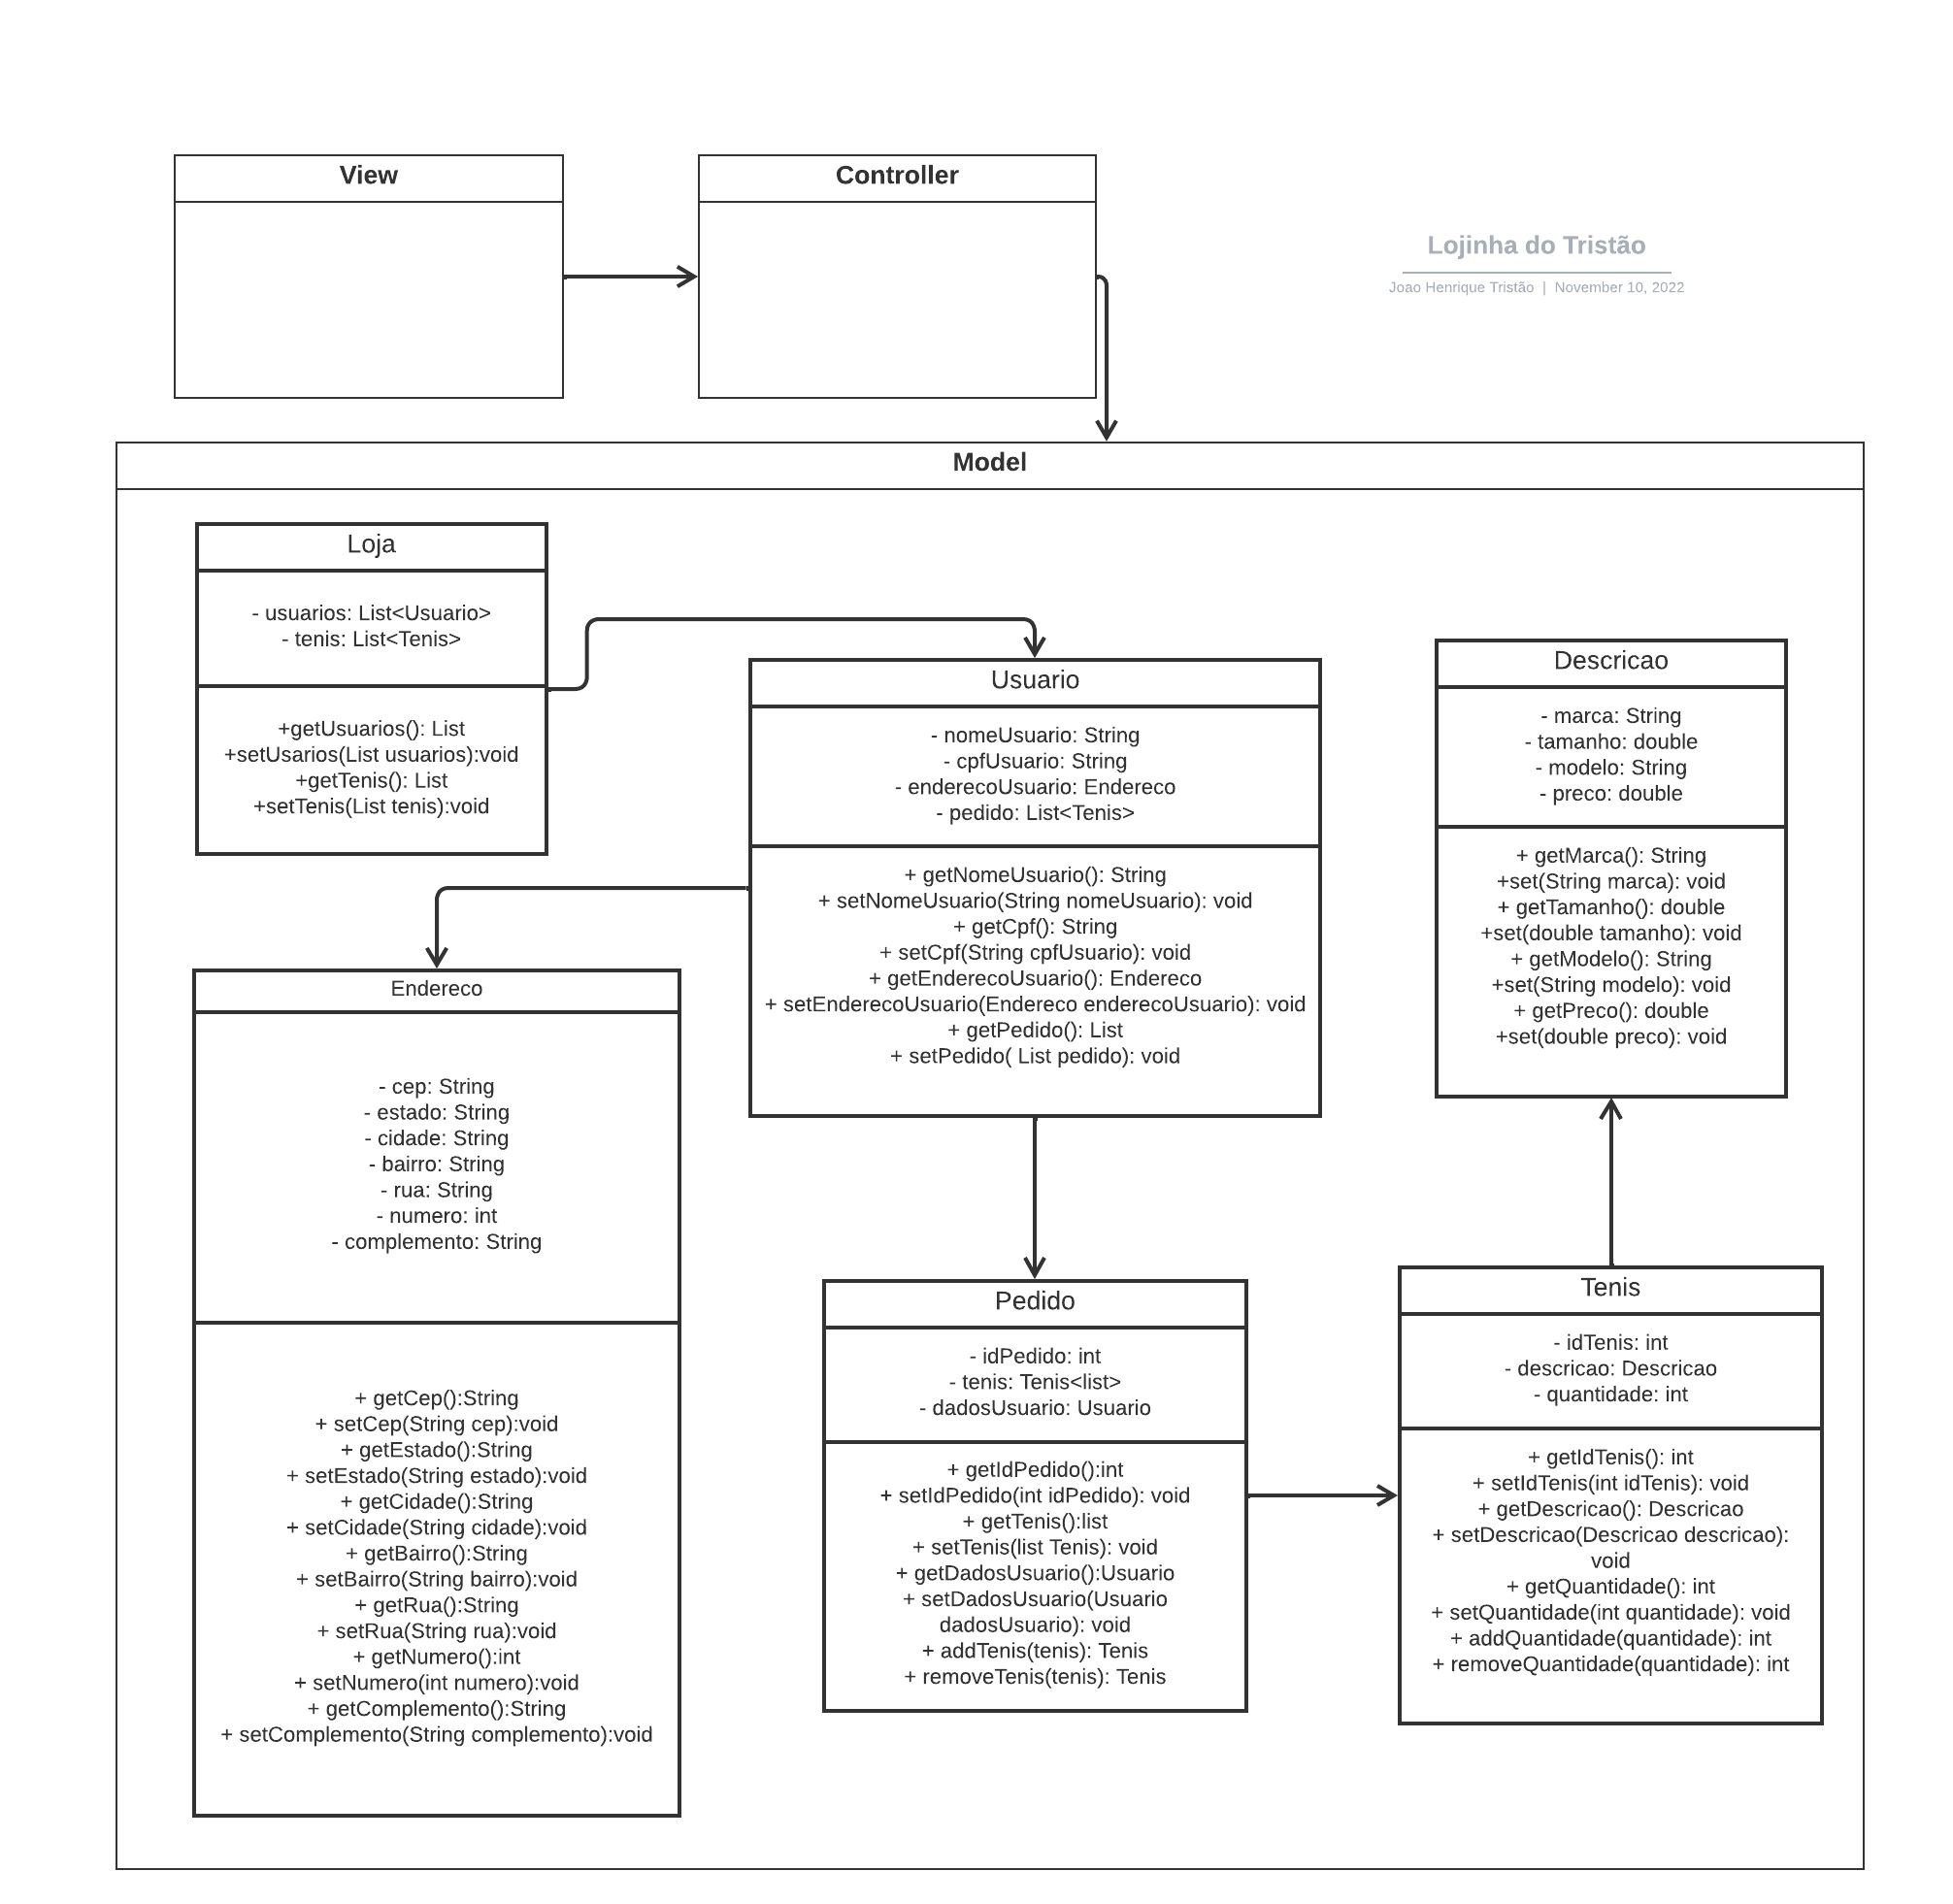 View
Controller
Lojinha do Tristão
Joao Henrique Tristão | November 10, 2022
Model
Loja
- usuarios: List<Usuario>
- tenis: List<Tenis>
+getUsuarios(): List
+setUsarios(List usuarios):void
+getTenis(): List
+setTenis(List tenis):void
Usuario
- nomeUsuario: String
- cpfUsuario: String
- enderecoUsuario: Endereco
- pedido: List<Tenis>
+ getNomeUsuario(): String
+ setNomeUsuario(String nomeUsuario): void
+ getCpf(): String
+ setCpf(String cpfUsuario): void
+ getEnderecoUsuario(): Endereco
+ setEnderecoUsuario(Endereco enderecoUsuario): void
+ getPedido(): List
+ setPedido( List pedido): void
Descricao
- marca: String
- tamanho: double
- modelo: String
- preco: double
+ getMarca(): String
+set(String marca): void
+ getTamanho(): double
+set(double tamanho): void
+ getModelo(): String
+set(String modelo): void
+ getPreco(): double
+set(double preco): void
Endereco
- cep: String
- estado: String
- cidade: String
- bairro: String
- rua: String
- numero: int
- complemento: String
+ getCep():String
+ setCep(String cep):void
+ getEstado():String
+ setEstado(String estado):void
+ getCidade():String
+ setCidade(String cidade):void
+ getBairro():String
+ setBairro(String bairro):void
+ getRua():String
+ setRua(String rua):void
+ getNumero():int
+ setNumero(int numero):void
+ getComplemento():String
+ setComplemento(String complemento):void
Pedido
- idPedido: int
- tenis: Tenis<list>
- dadosUsuario: Usuario
+ getIdPedido():int
+ setIdPedido(int idPedido): void
+ getTenis():list
+ setTenis(list Tenis): void
+ getDadosUsuario():Usuario
+ setDadosUsuario(Usuario
dadosUsuario): void
+ addTenis(tenis): Tenis
+ removeTenis(tenis): Tenis
Tenis
- idTenis: int
- descricao: Descricao
- quantidade: int
+ getIdTenis(): int
+ setIdTenis(int idTenis): void
+ getDescricao(): Descricao
+ setDescricao(Descricao descricao):
void
+ getQuantidade(): int
+ setQuantidade(int quantidade): void
+ addQuantidade(quantidade): int
+ removeQuantidade(quantidade): int